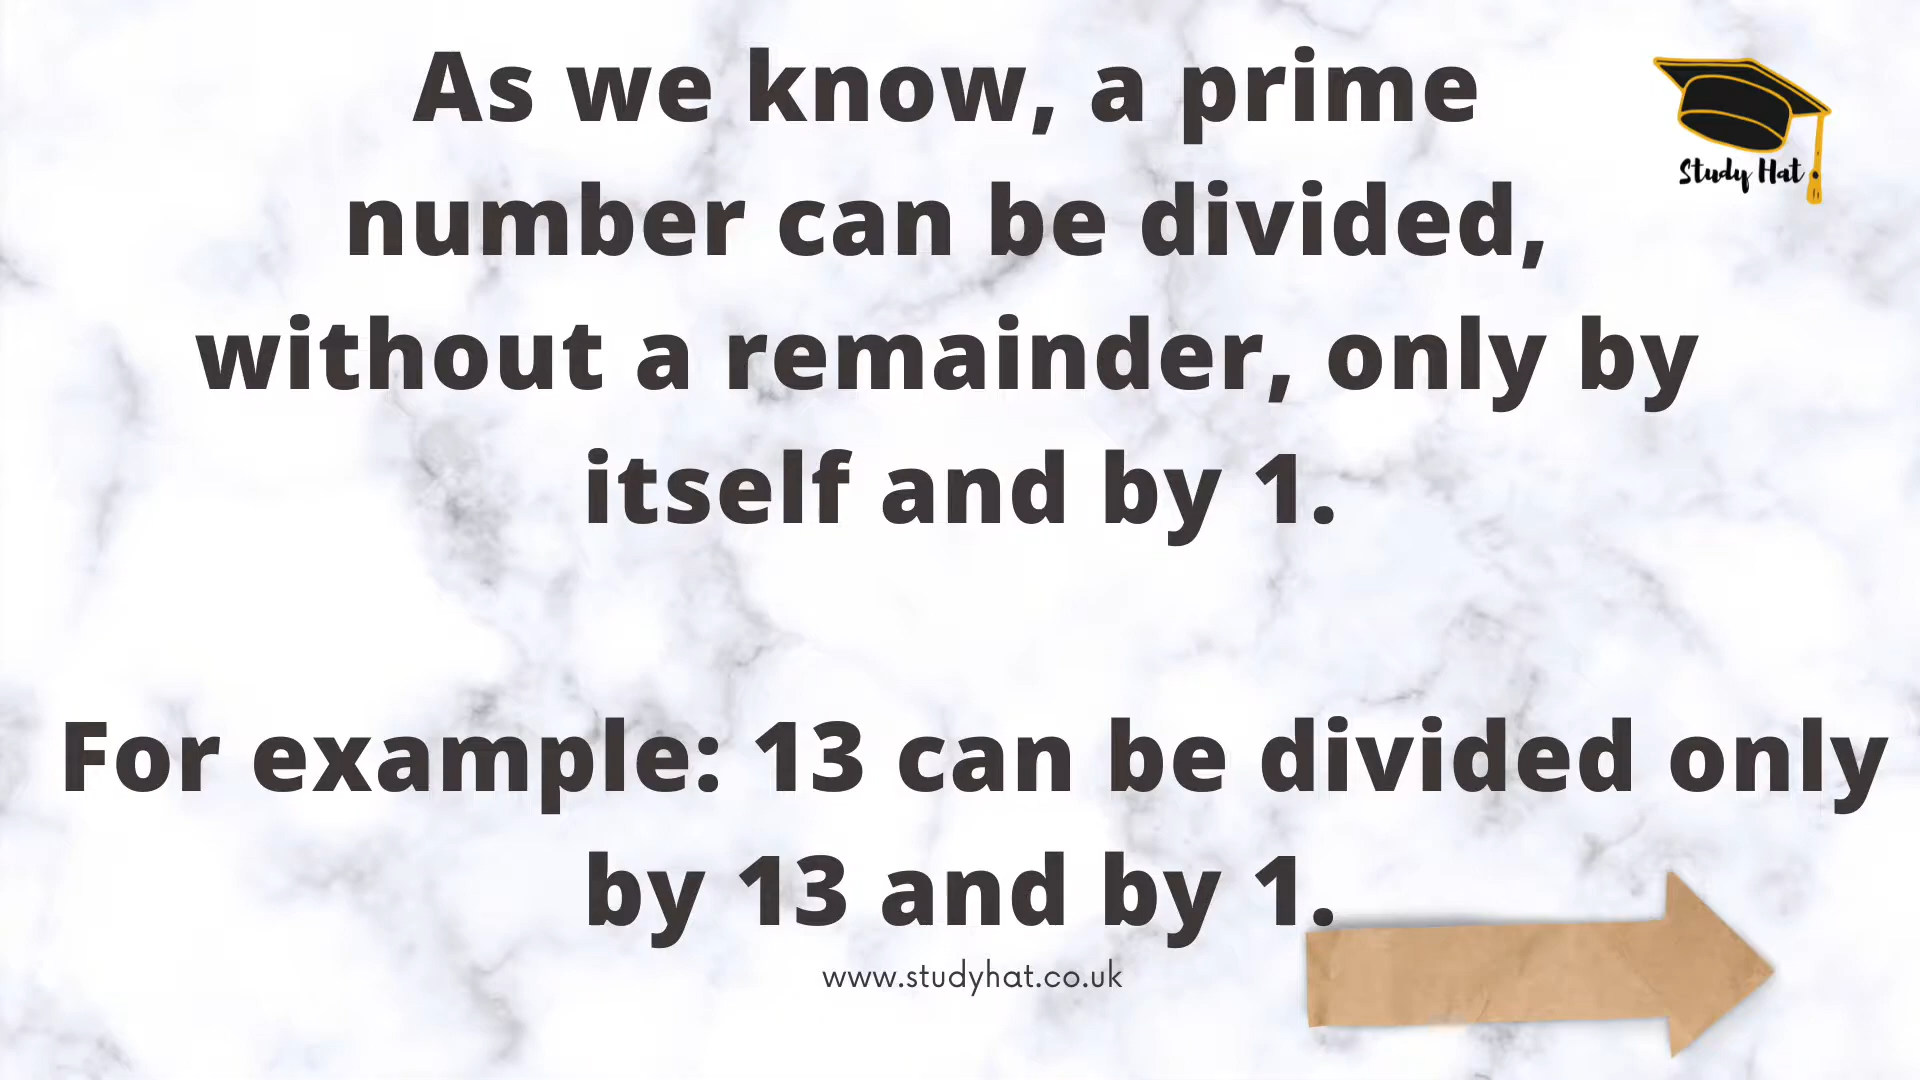 As we know, a prime
number can be divided,
without a remainder, only by
itself and by 1.
For example: 13 can be divided only
by 13 and by 1.
www.studyhat.co.uk
Study Hat